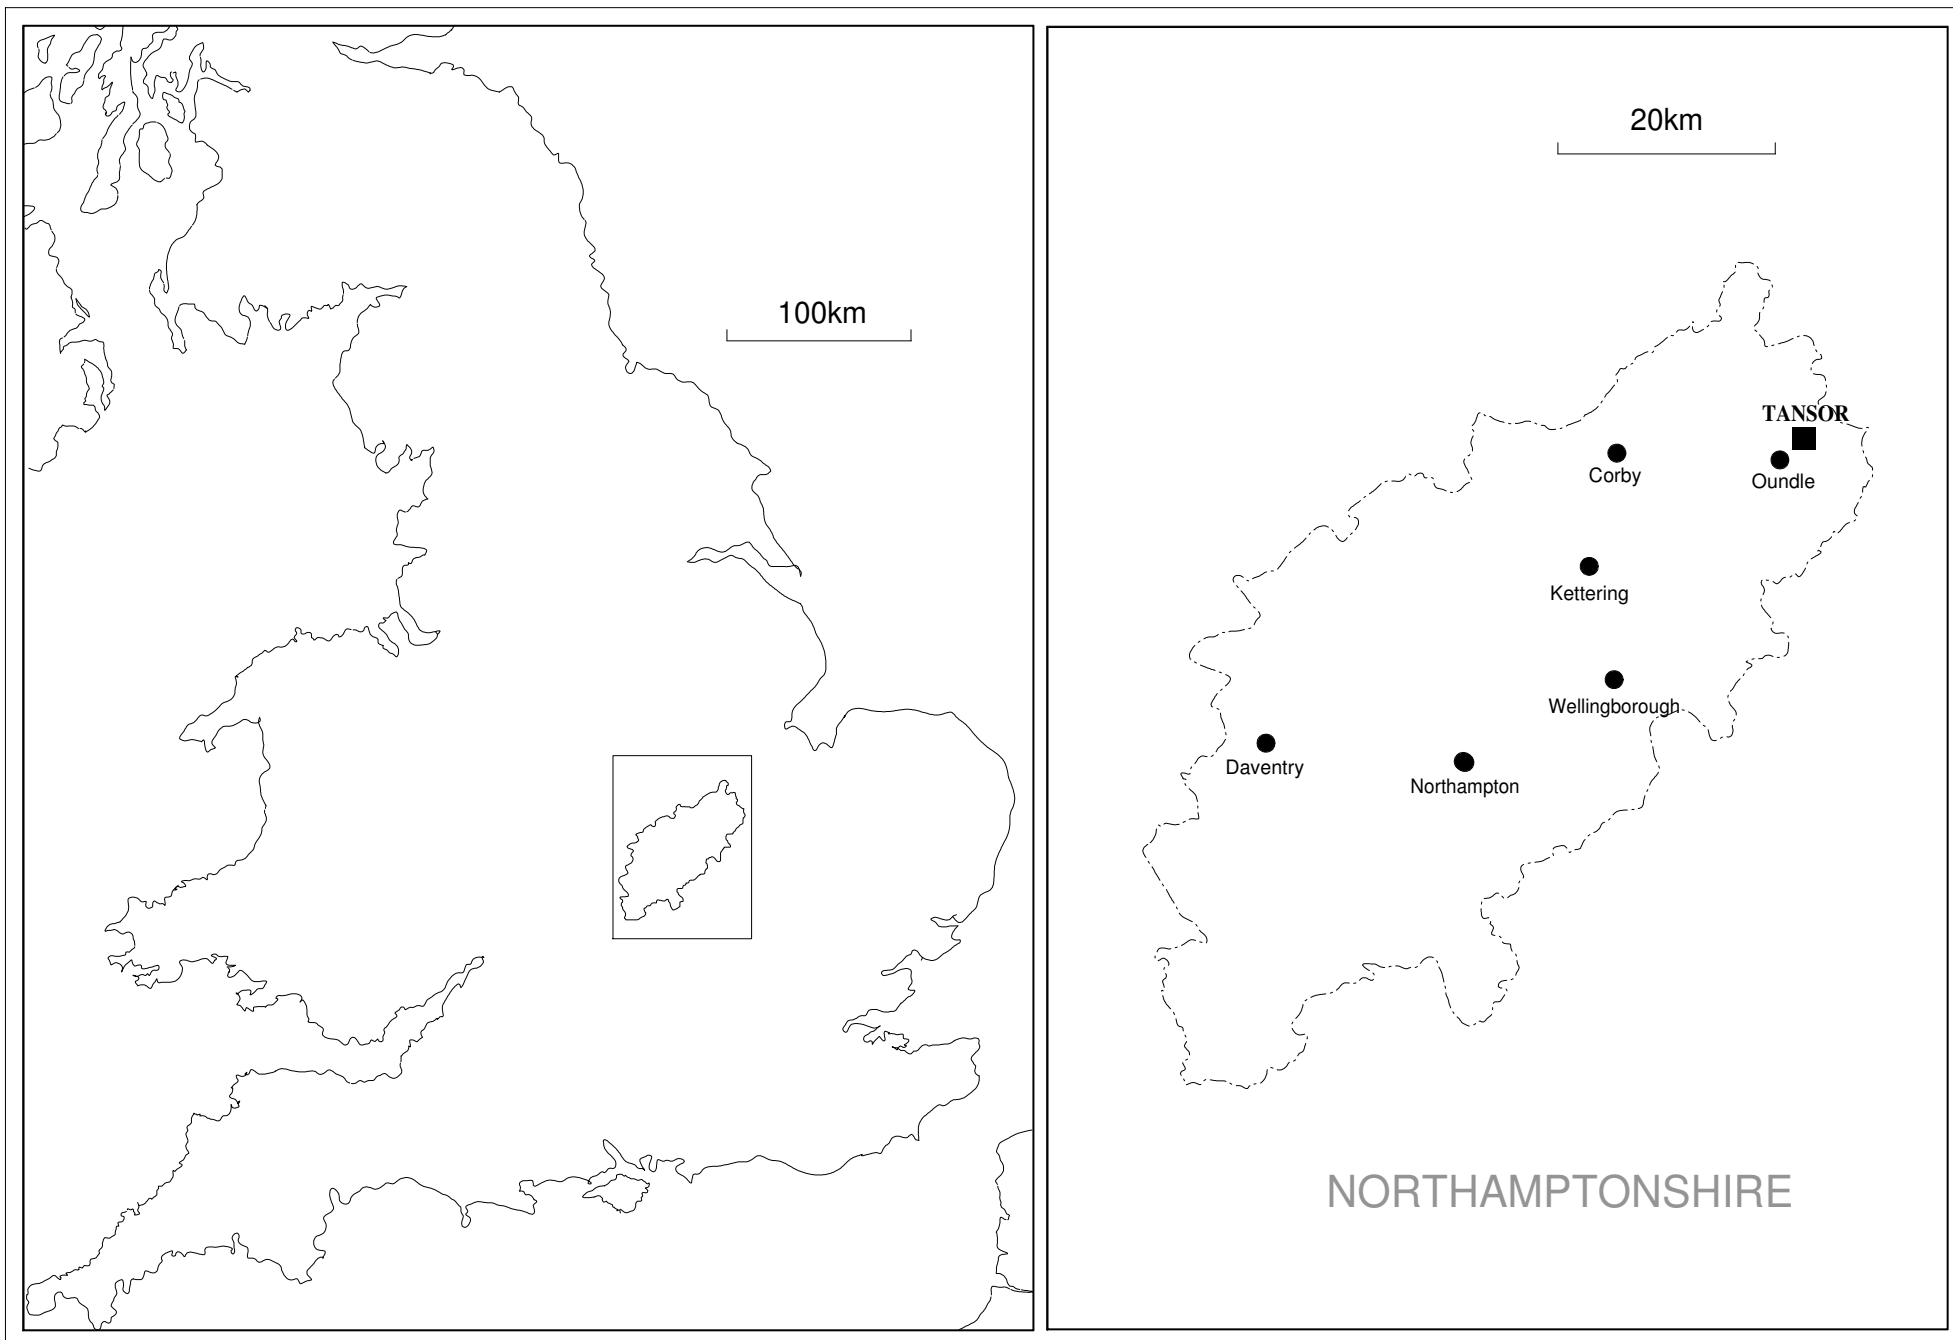 100km
20km
TANSOR
Corby
Oundle
Kettering
Wellingborough
Daventry
Northampton
NORTHAMPTONSHIRE